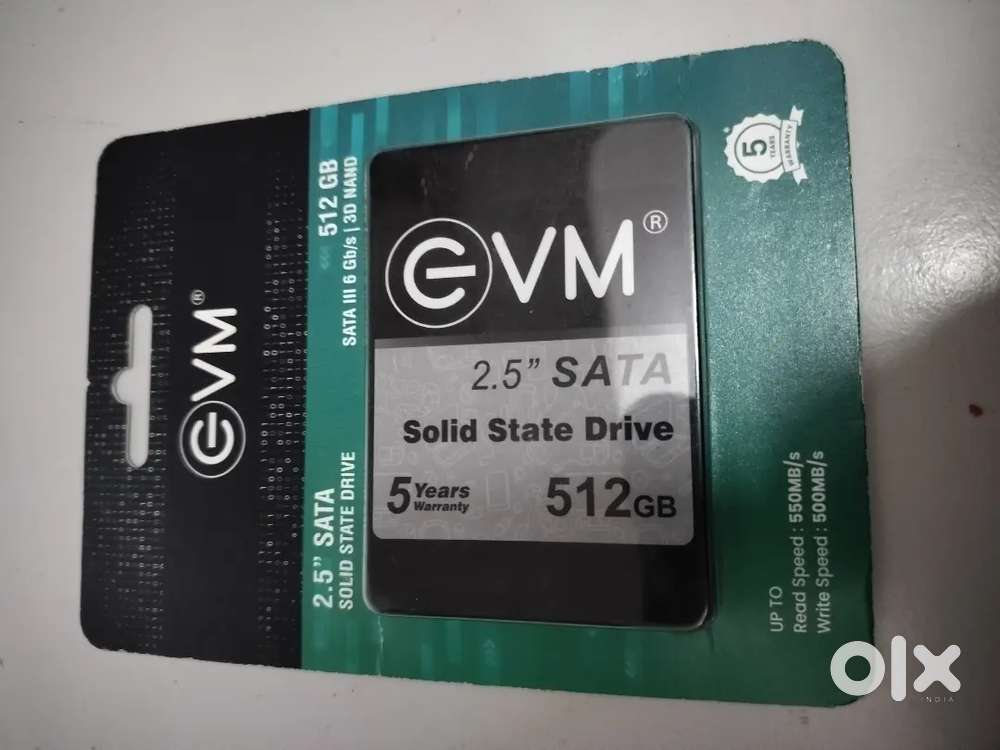 EVM®
2.5” SATA
SOLID STATE DRIVE
<<< 512 GB
SATA III 6 Gb/s | 3D NAND
EVM®
2.5” SATA
Solid State Drive
5 Years
Warranty
512GB
5
YEARS
WARRANTY
UP TO
Read Speed : 550MB/s
Write Speed : 500MB/s
olx
INDIA